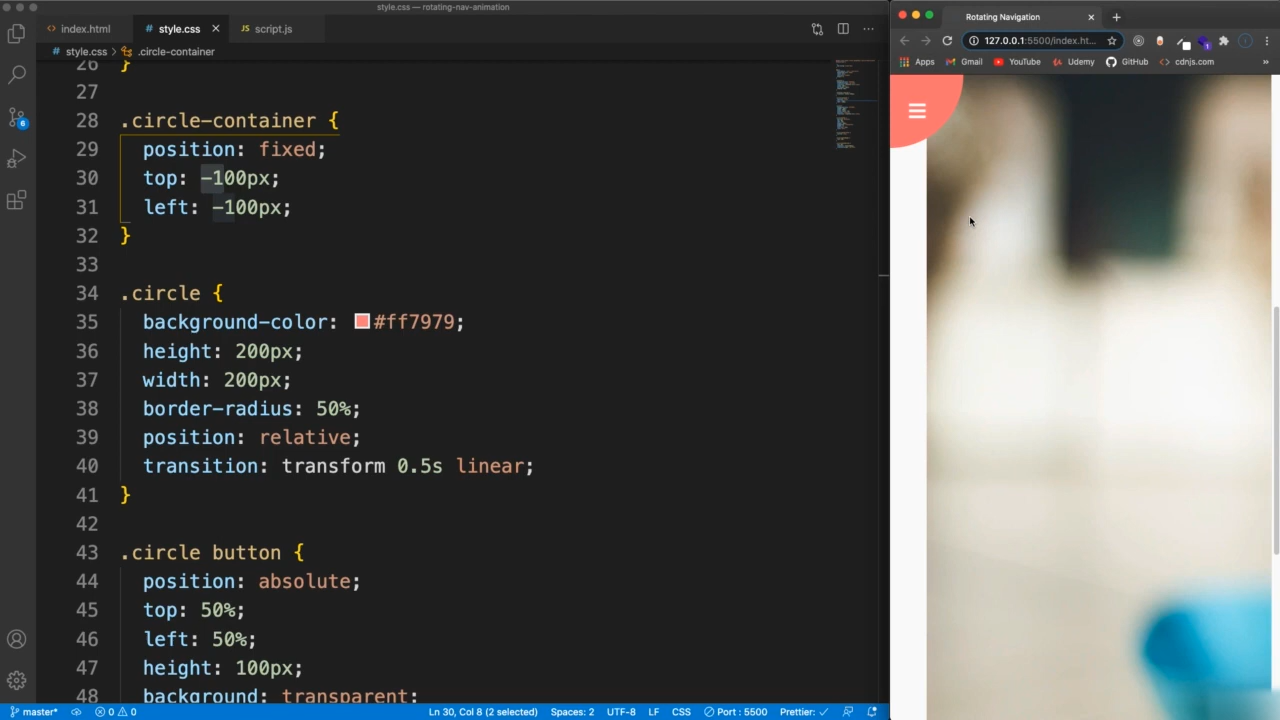 style.css — rotating-nav-animation
index.html
style.css
JS script.js
# style.css > .circle-container
26 }
27
28 .circle-container {
29 position: fixed;
30 top: -100px;
31 left: -100px;
32 }
33
34 .circle {
35 background-color: #ff7979;
36 height: 200px;
37 width: 200px;
38 border-radius: 50%;
39 position: relative;
40 transition: transform 0.5s linear;
41 }
42
43 .circle button {
44 position: absolute;
45 top: 50%;
46 left: 50%;
47 height: 100px;
48 background: transparent;
6
master* 0 0 Ln 30, Col 8 (2 selected) Spaces: 2 UTF-8 LF CSS Port : 5500 Prettier: ✓
Rotating Navigation
127.0.0.1:5500/index.ht...
1
Apps Gmail YouTube Udemy GitHub cdnjs.com »